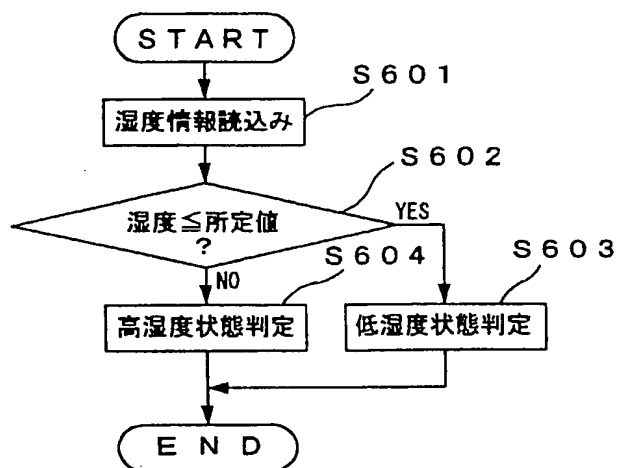 START
S601
湿度情報読込み
S602
湿度≦所定値
?
YES
NO
S604
S603
高湿度状態判定
低湿度状態判定
END